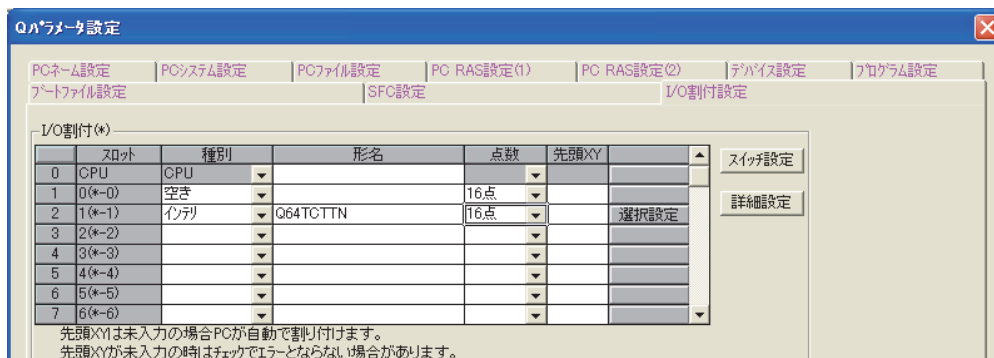 Qパラメータ設定
PCネーム設定 PCシステム設定 PCファイル設定 PC RAS設定(1) PC RAS設定(2) デバイス設定 プログラム設定
ブートファイル設定 SFC設定 I/O割付設定
I/O割付(*)
スロット 種別 形名 点数 先頭XY
スイッチ設定
0 CPU CPU
1 0(*-0) 空き 16点
詳細設定
2 1(*-1) インテリ Q64TCTTN 16点 選択設定
3 2(*-2)
4 3(*-3)
5 4(*-4)
6 5(*-5)
7 6(*-6)
先頭XYは未入力の場合PCが自動で割り付けます。
先頭XYが未入力の時はチェックでエラーとならない場合があります。